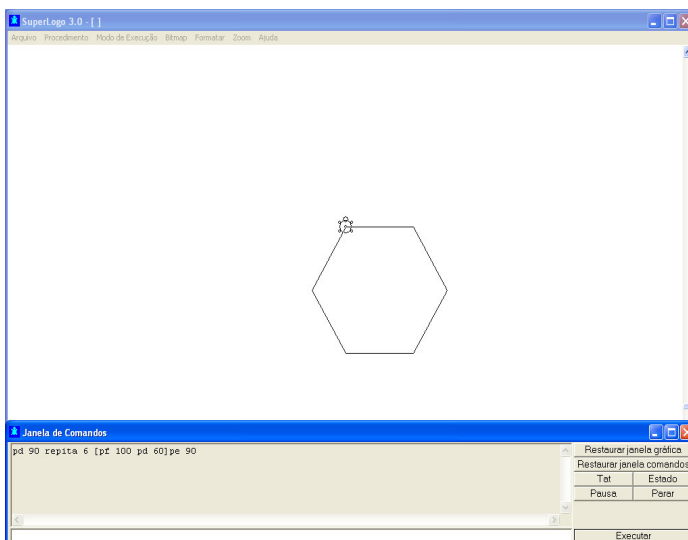 SuperLogo 3.0 - [ ]
Arquivo Procedimento Modo de Execução Bitmap Formatar Zoom Ajuda
Janela de Comandos
pd 90 repita 6 [pf 100 pd 60]pe 90
Restaurar janela gráfica
Restaurar janela comandos
Tat Estado
Pausa Parar
Executar